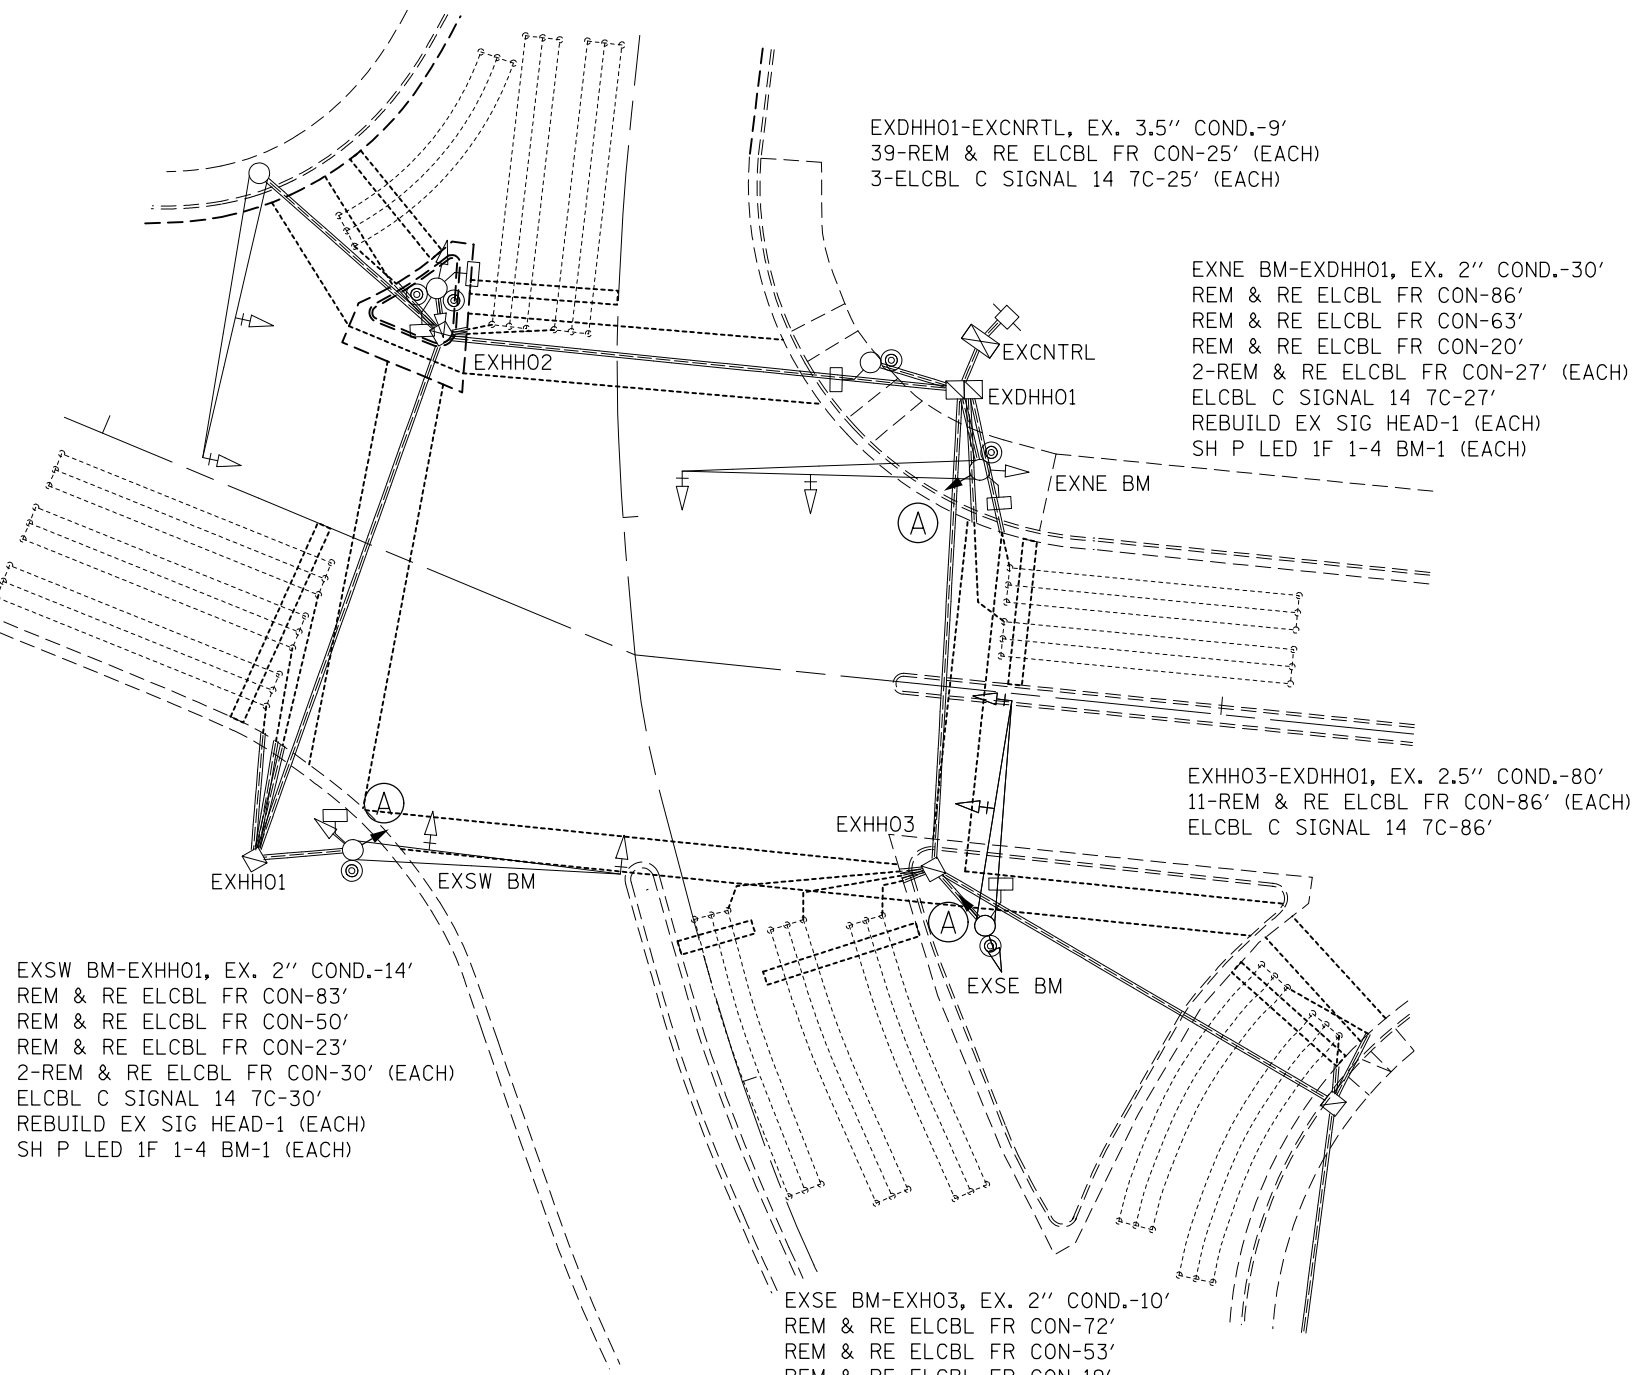 EXDHH01-EXCNRTL, EX. 3.5'' COND.-9'
39-REM & RE ELCBL FR CON-25' (EACH)
3-ELCBL C SIGNAL 14 7C-25' (EACH)
EXNE BM-EXDHH01, EX. 2'' COND.-30'
REM & RE ELCBL FR CON-86'
REM & RE ELCBL FR CON-63'
REM & RE ELCBL FR CON-20'
2-REM & RE ELCBL FR CON-27' (EACH)
ELCBL C SIGNAL 14 7C-27'
REBUILD EX SIG HEAD-1 (EACH)
SH P LED 1F 1-4 BM-1 (EACH)
EXCNTRL
EXHH02
EXDHH01
EXNE BM
A
EXHH03-EXDHH01, EX. 2.5'' COND.-80'
11-REM & RE ELCBL FR CON-86' (EACH)
ELCBL C SIGNAL 14 7C-86'
A
EXHH03
EXHH01
EXSW BM
A
EXSE BM
EXSW BM-EXHH01, EX. 2'' COND.-14'
REM & RE ELCBL FR CON-83'
REM & RE ELCBL FR CON-50'
REM & RE ELCBL FR CON-23'
2-REM & RE ELCBL FR CON-30' (EACH)
ELCBL C SIGNAL 14 7C-30'
REBUILD EX SIG HEAD-1 (EACH)
SH P LED 1F 1-4 BM-1 (EACH)
EXSE BM-EXH03, EX. 2'' COND.-10'
REM & RE ELCBL FR CON-72'
REM & RE ELCBL FR CON-53'
REM & RE ELCBL FR